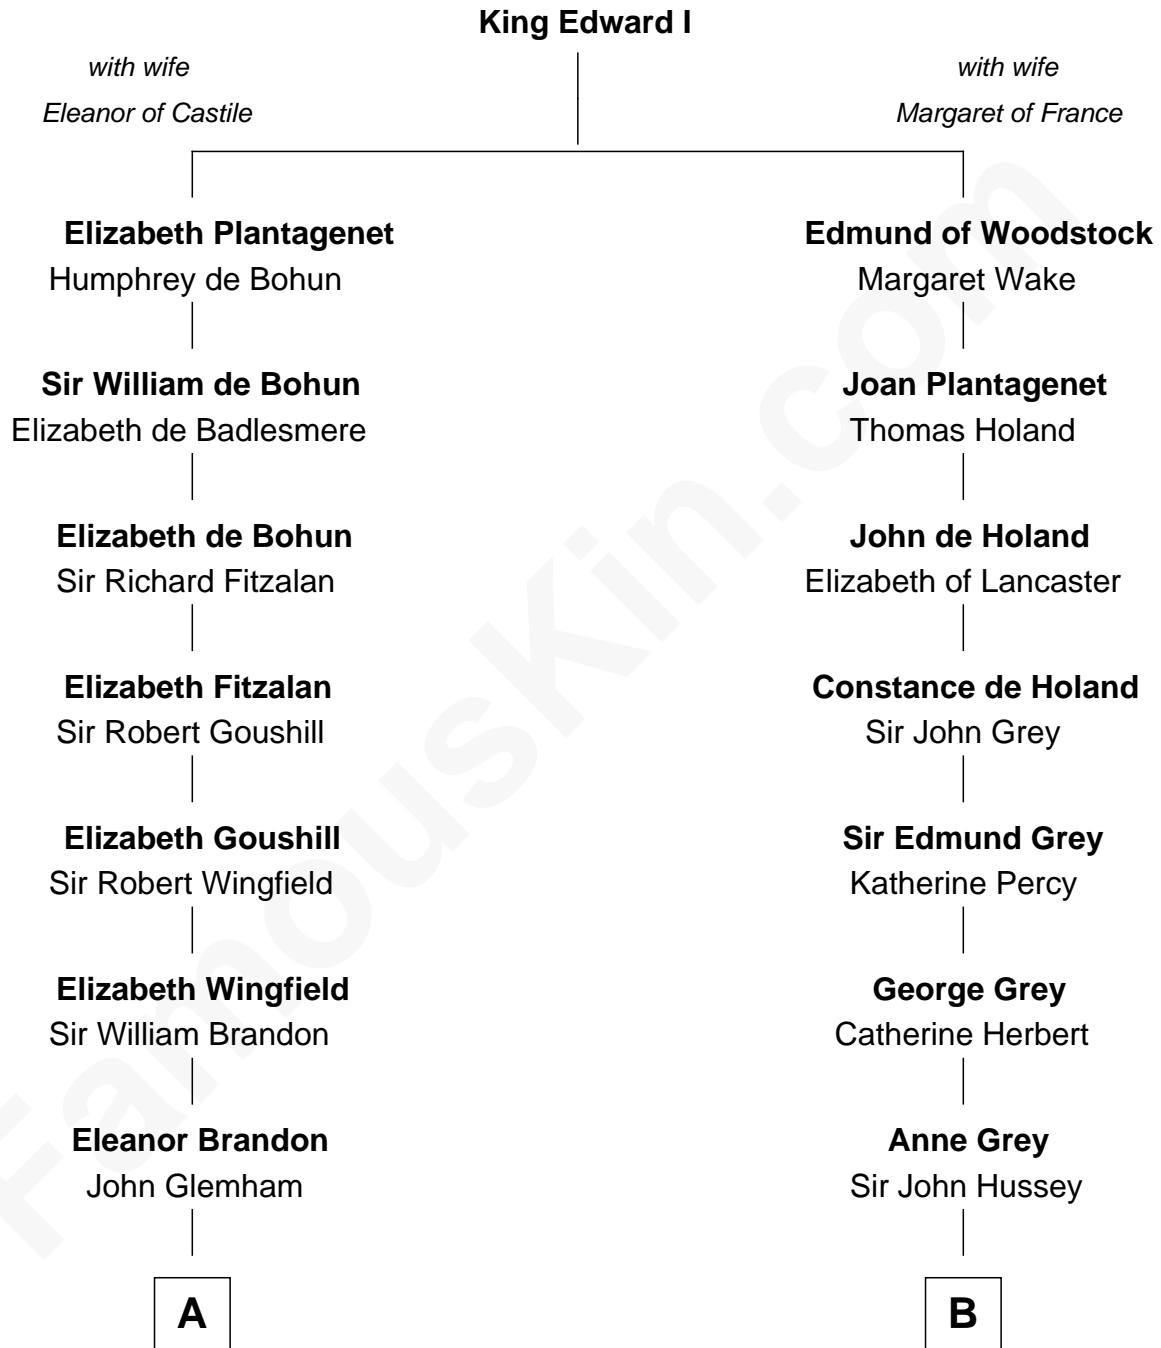 King Edward I
with wife
Eleanor of Castile
with wife
Margaret of France
Elizabeth Plantagenet
Humphrey de Bohun
Edmund of Woodstock
Margaret Wake
Sir William de Bohun
Elizabeth de Badlesmere
Joan Plantagenet
Thomas Holand
Elizabeth de Bohun
Sir Richard Fitzalan
John de Holand
Elizabeth of Lancaster
Elizabeth Fitzalan
Sir Robert Goushill
Constance de Holand
Sir John Grey
Elizabeth Goushill
Sir Robert Wingfield
Sir Edmund Grey
Katherine Percy
Elizabeth Wingfield
Sir William Brandon
George Grey
Catherine Herbert
Eleanor Brandon
John Glemham
Anne Grey
Sir John Hussey
A
B
FamousKin.com